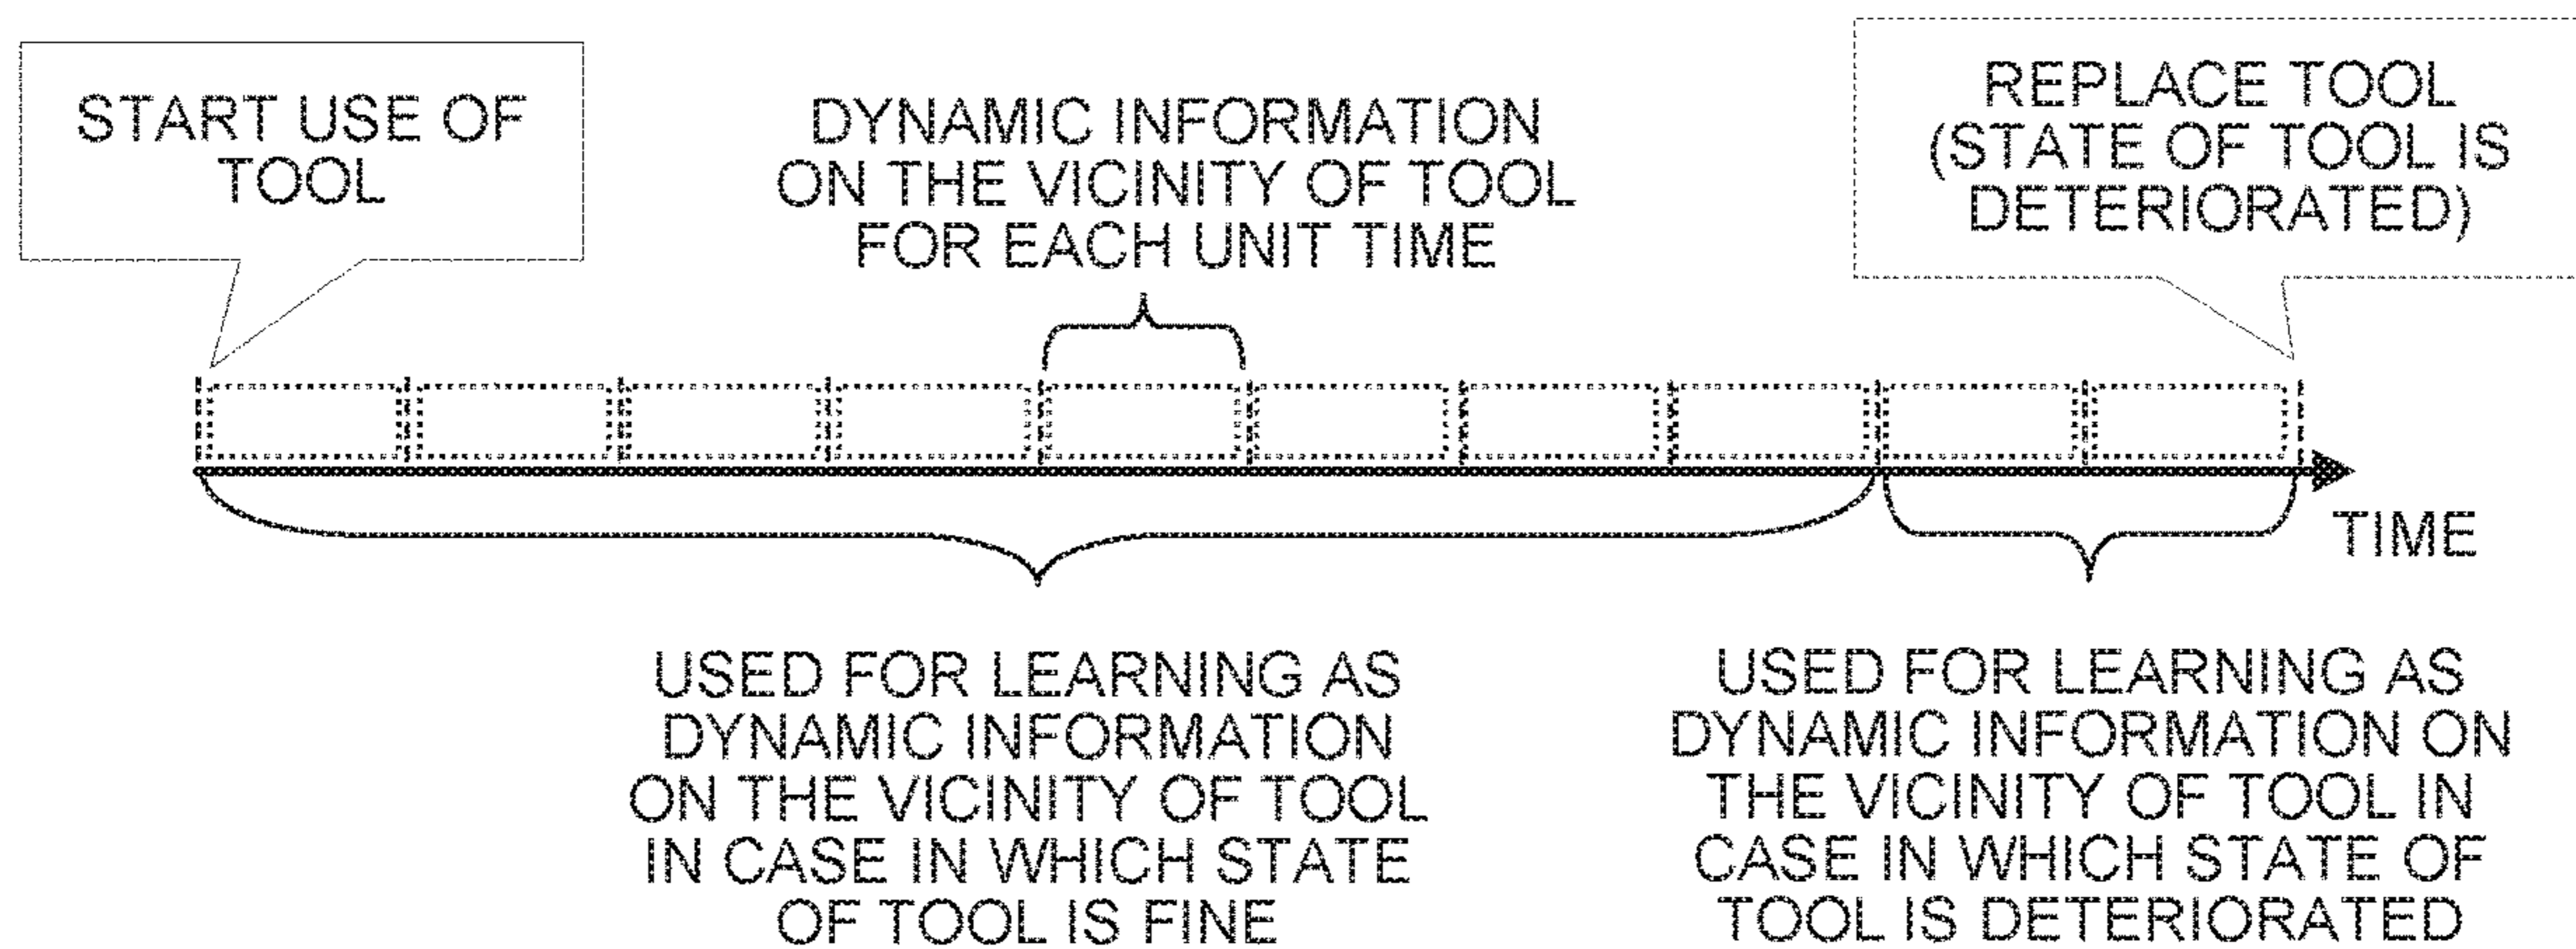 START USE OF
TOOL
DYNAMIC INFORMATION
ON THE VICINITY OF TOOL
FOR EACH UNIT TIME
REPLACE TOOL
(STATE OF TOOL IS
DETERIORATED)
TIME
USED FOR LEARNING AS
DYNAMIC INFORMATION
ON THE VICINITY OF TOOL
IN CASE IN WHICH STATE
OF TOOL IS FINE
USED FOR LEARNING AS
DYNAMIC INFORMATION ON
THE VICINITY OF TOOL IN
CASE IN WHICH STATE OF
TOOL IS DETERIORATED